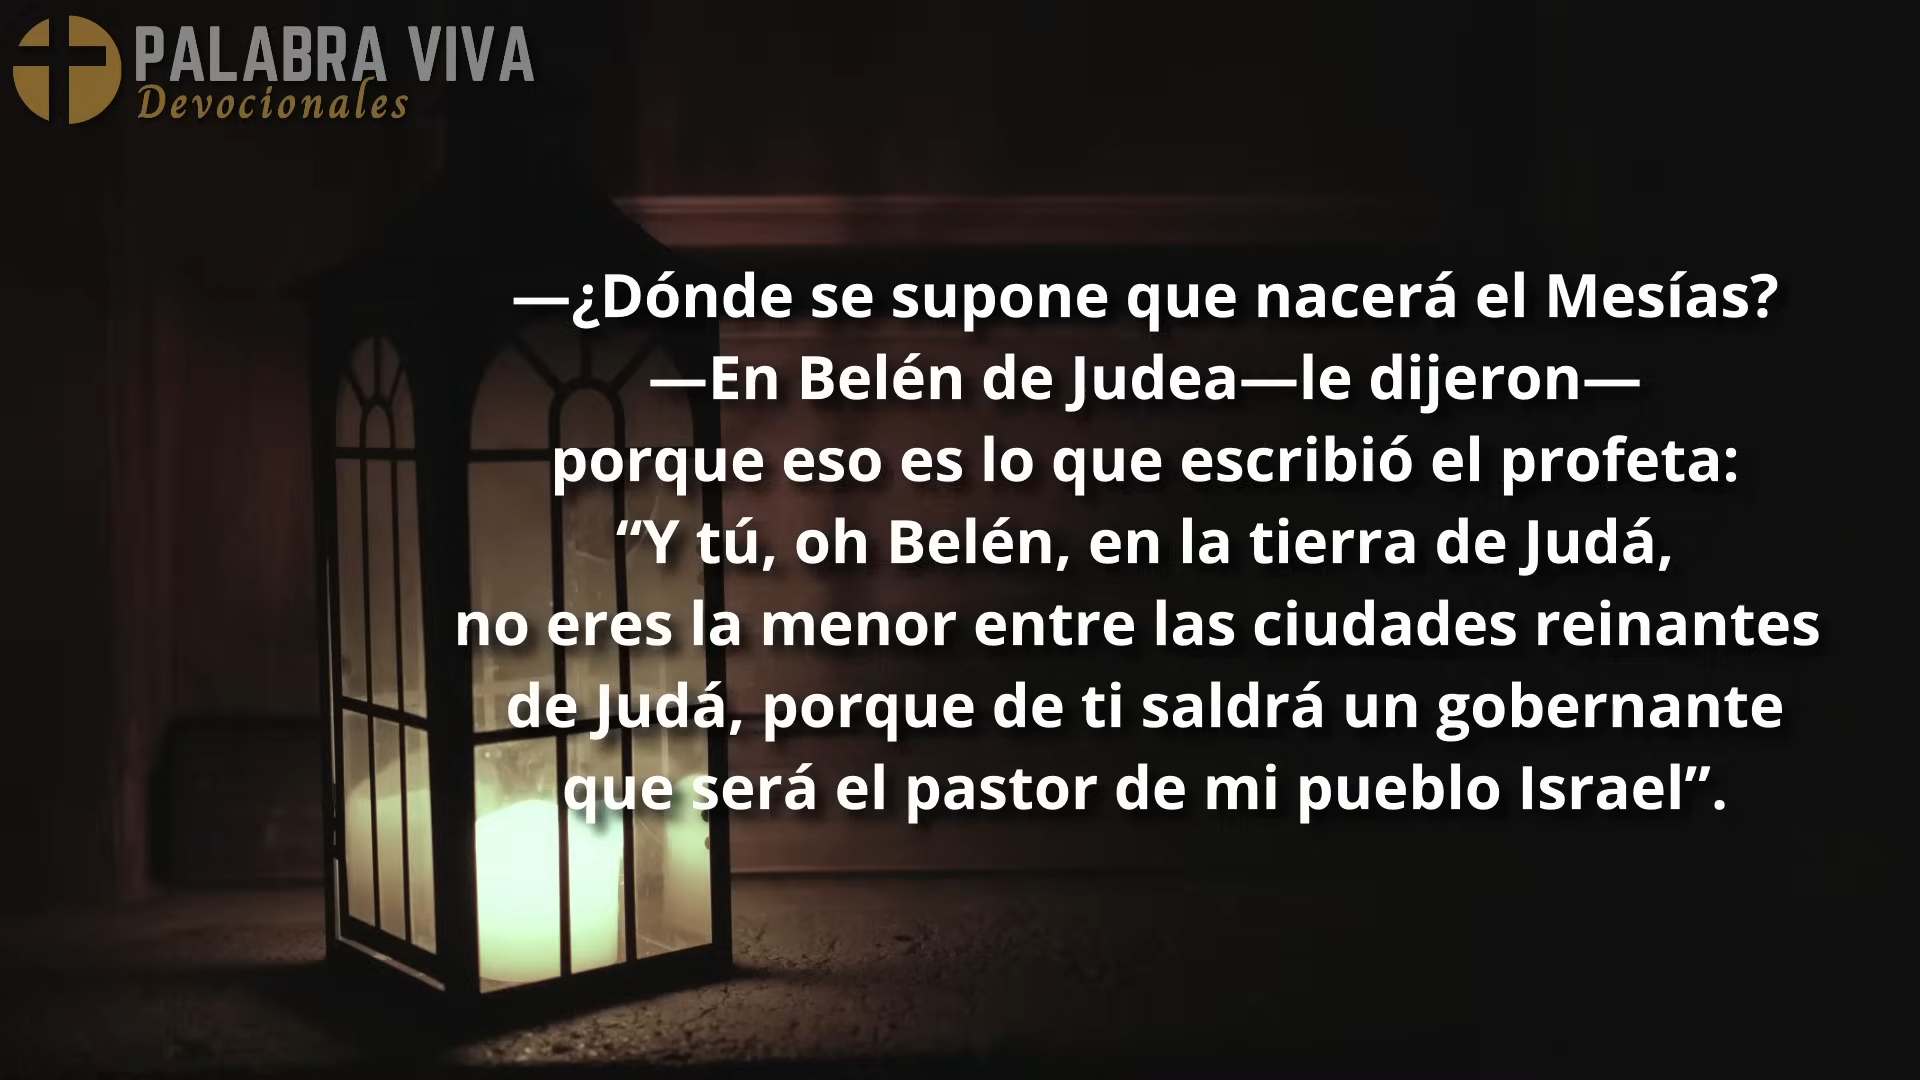 PALABRA VIVA
Devocionales
—¿Dónde se supone que nacerá el Mesías?
—En Belén de Judea—le dijeron—
porque eso es lo que escribió el profeta:
“Y tú, oh Belén, en la tierra de Judá,
no eres la menor entre las ciudades reinantes
de Judá, porque de ti saldrá un gobernante
que será el pastor de mi pueblo Israel”.